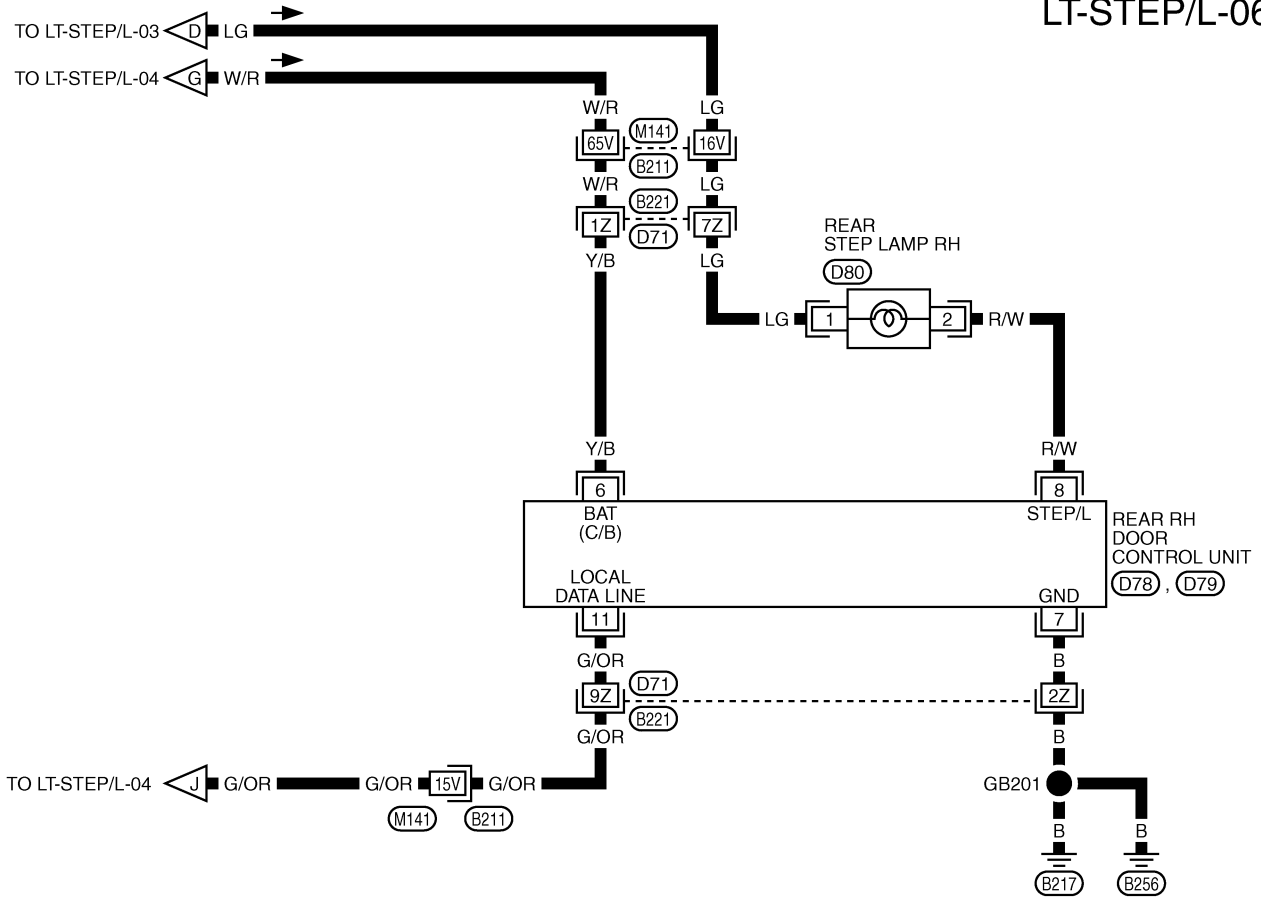 LT-STEP/L-06
TO LT-STEP/L-03 D LG
TO LT-STEP/L-04 G W/R
W/R LG
65V M141 16V
B211
W/R LG
B221
1Z 7Z
D71
Y/B LG
REAR
STEP LAMP RH
D80
LG 1 2 R/W
Y/B R/W
6 8
BAT
(C/B)
STEP/L
REAR RH
DOOR
CONTROL UNIT
D78 , D79
LOCAL
DATA LINE
GND
11 7
G/OR B
D71
9Z 2Z
B221
G/OR B
TO LT-STEP/L-04 J G/OR G/OR 15V G/OR
M141 B211
GB201
B B
B217 B256